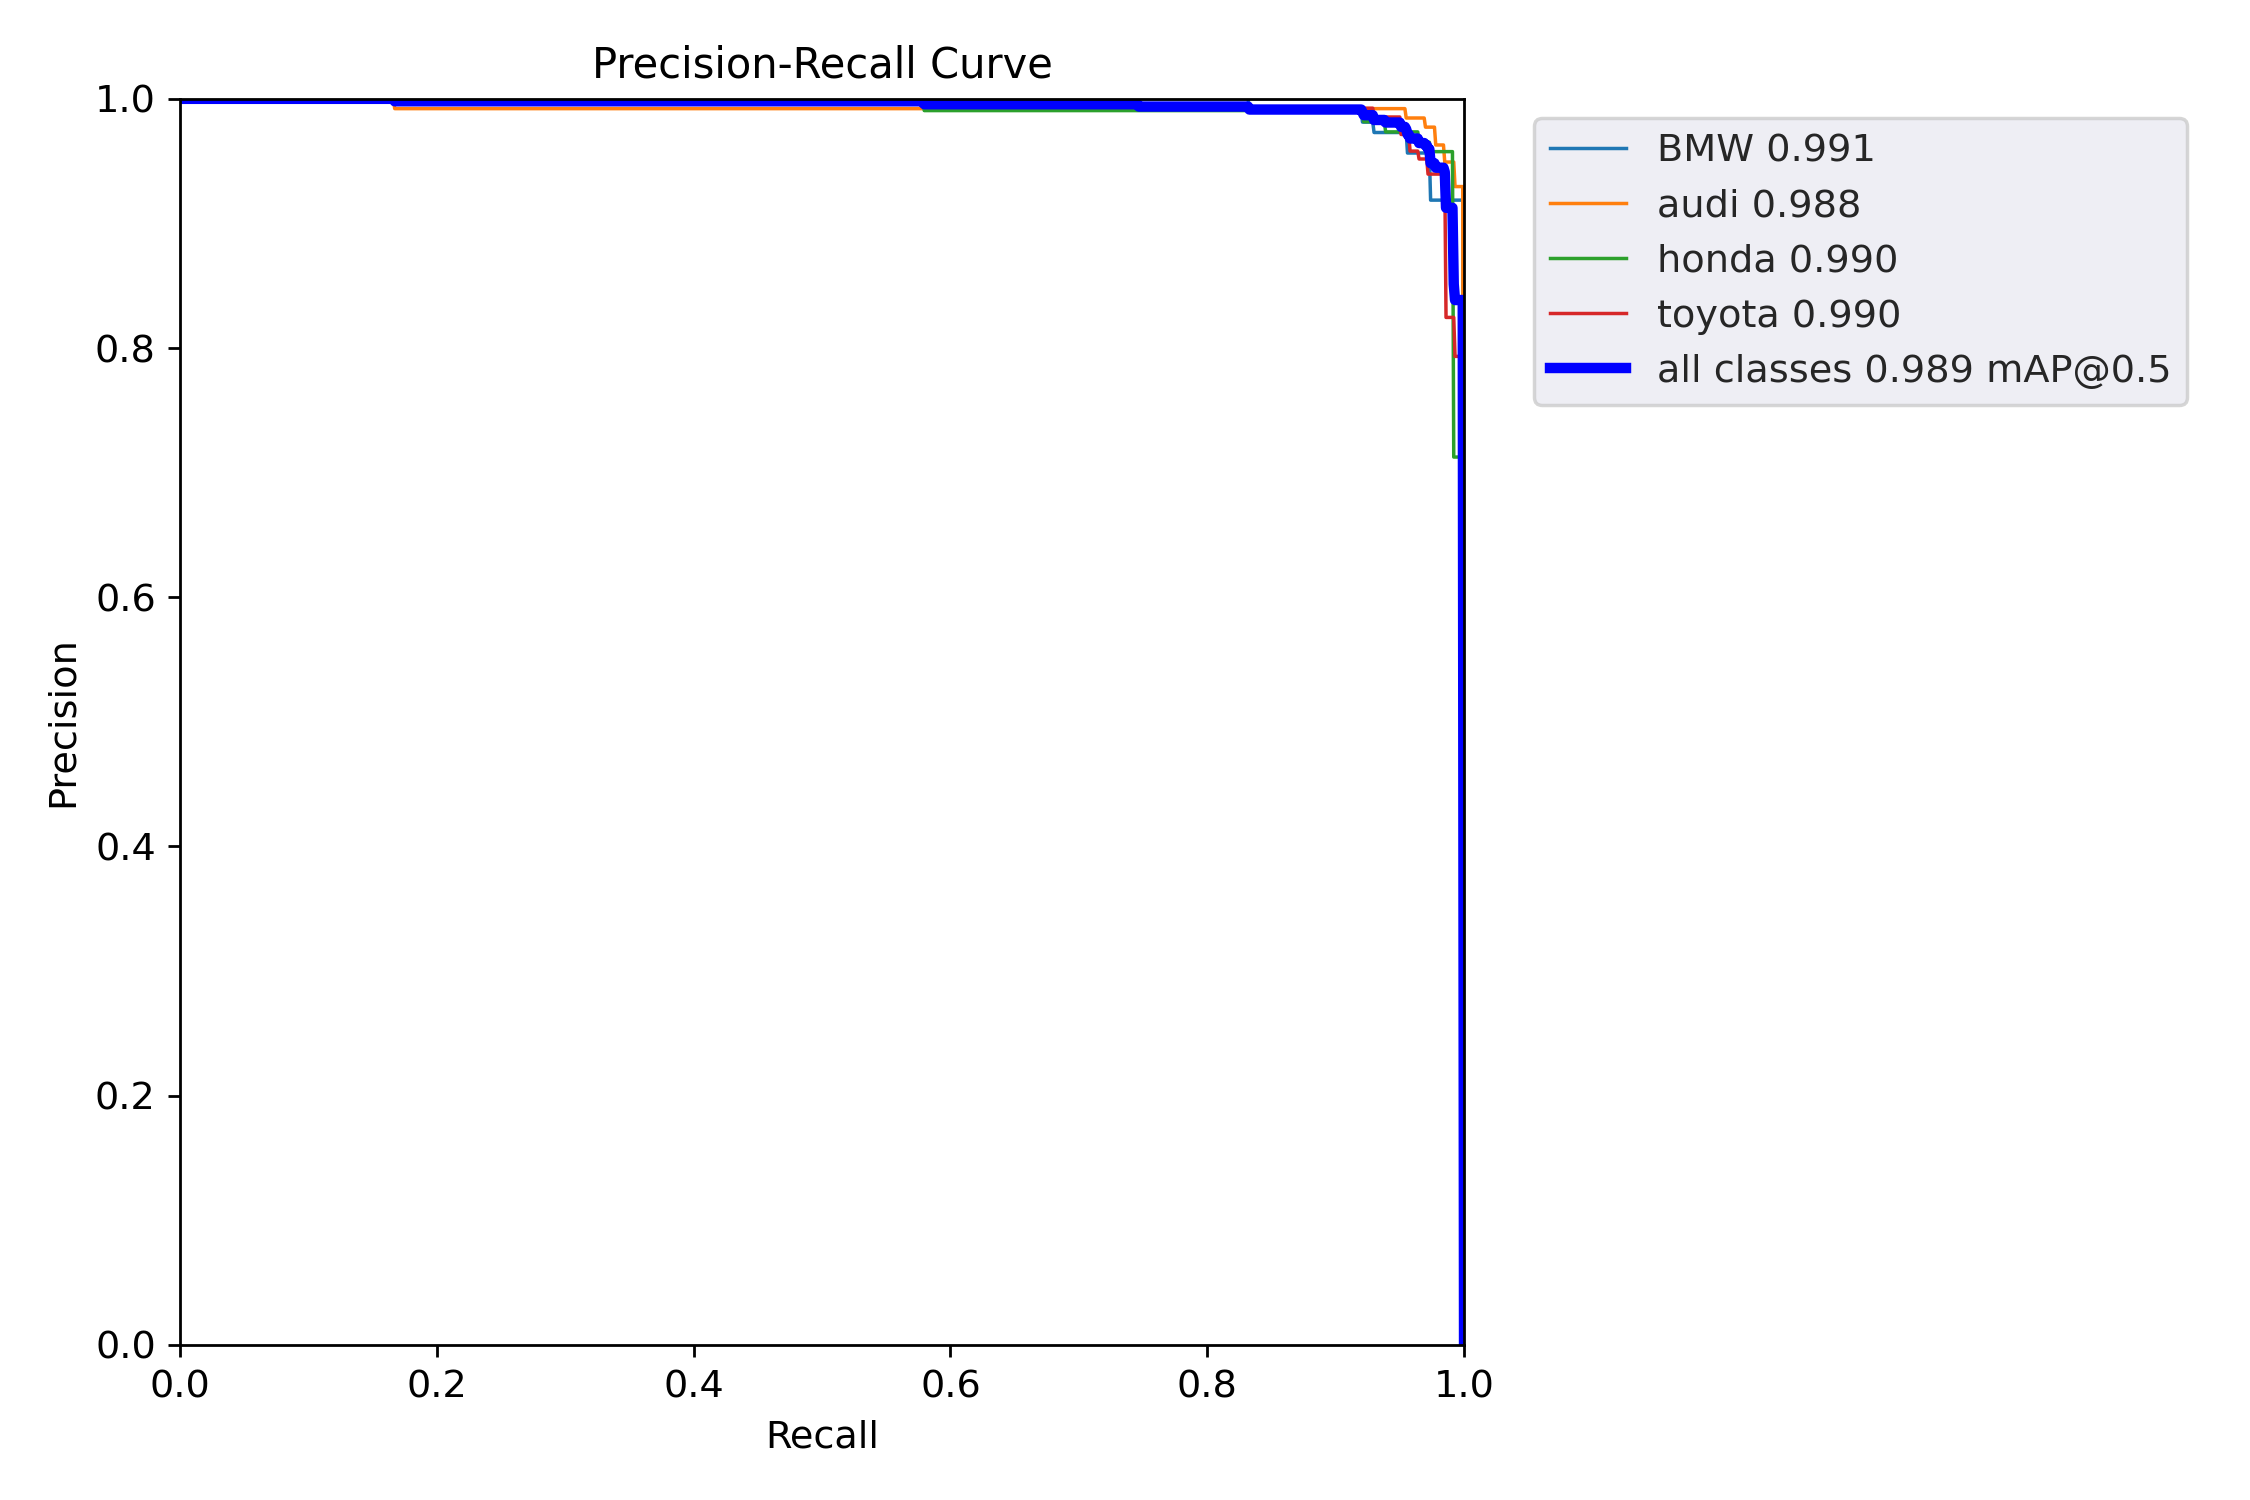 Precision-Recall Curve
1.0
0.8
0.6
0.4
0.2
0.0
Precision
0.0 0.2 0.4 0.6 0.8 1.0
Recall
BMW 0.991
audi 0.988
honda 0.990
toyota 0.990
all classes 0.989 mAP@0.5